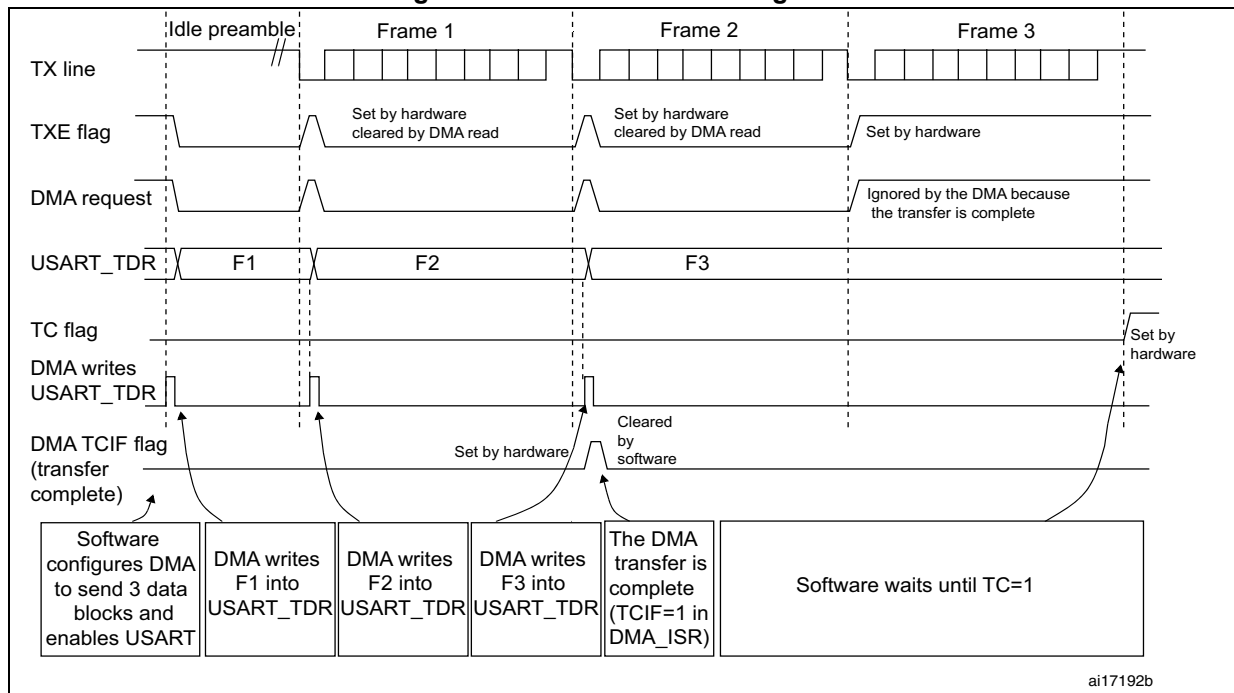 Idle preamble
Frame 1
Frame 2
Frame 3
TX line
TXE flag
Set by hardware
cleared by DMA read
Set by hardware
cleared by DMA read
Set by hardware
DMA request
Ignored by the DMA because
the transfer is complete
USART_TDR
F1
F2
F3
TC flag
Set by
hardware
DMA writes
USART_TDR
DMA TCIF flag
(transfer
complete)
Set by hardware
Cleared
by
software
Software
configures DMA
to send 3 data
blocks and
enables USART
DMA writes
F1 into
USART_TDR
DMA writes
F2 into
USART_TDR
DMA writes
F3 into
USART_TDR
The DMA
transfer is
complete
(TCIF=1 in
DMA_ISR)
Software waits until TC=1
ai17192b